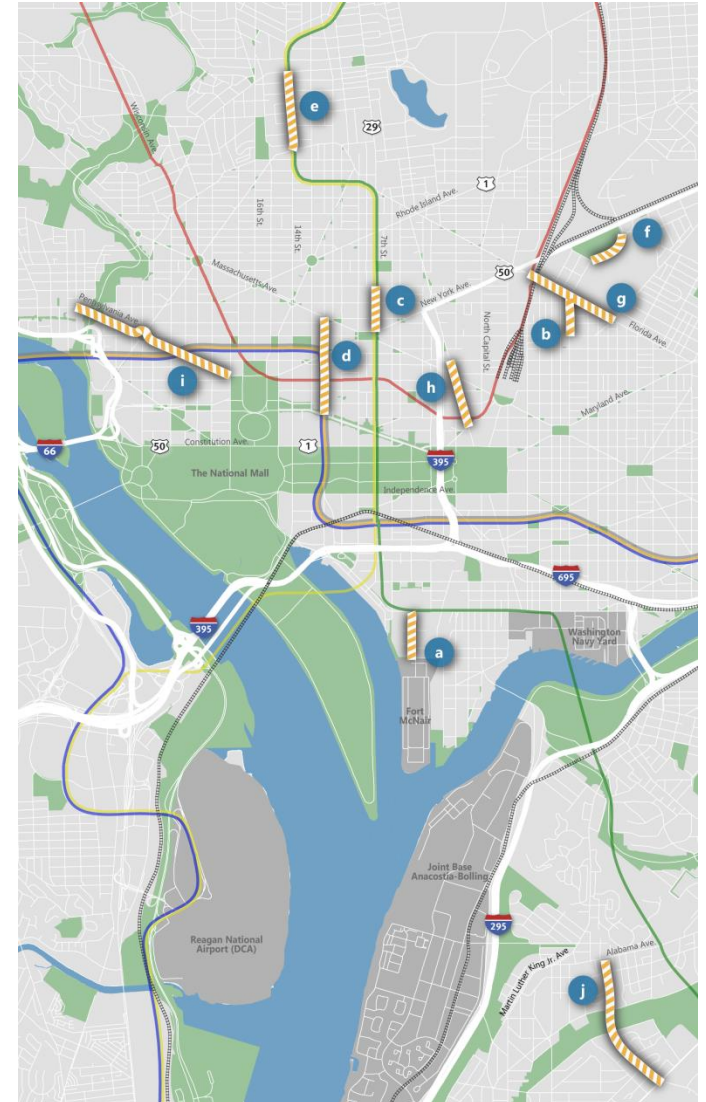 e
29
Wisconsin Ave.
1
Rhode Island Ave.
16th St.
14th St.
7th St.
f
Massachusetts Ave.
50
g
c
New York Ave.
Pennsylvania Ave.
North Capital St.
b
Florida Ave.
d
h
i
Maryland Ave.
Constitution Ave.
50
1
66
395
The National Mall
Independence Ave.
695
395
Washington
Navy Yard
a
Fort
McNair
Joint Base
Anacostia-Bolling
295
Reagan National
Airport (DCA)
Martin Luther King Jr. Ave
Alabama Ave.
j